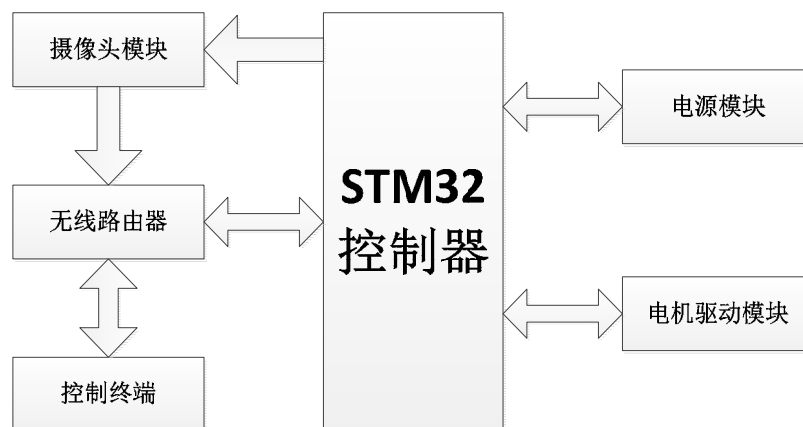 摄像头模块
无线路由器
控制终端
STM32
控制器
电源模块
电机驱动模块